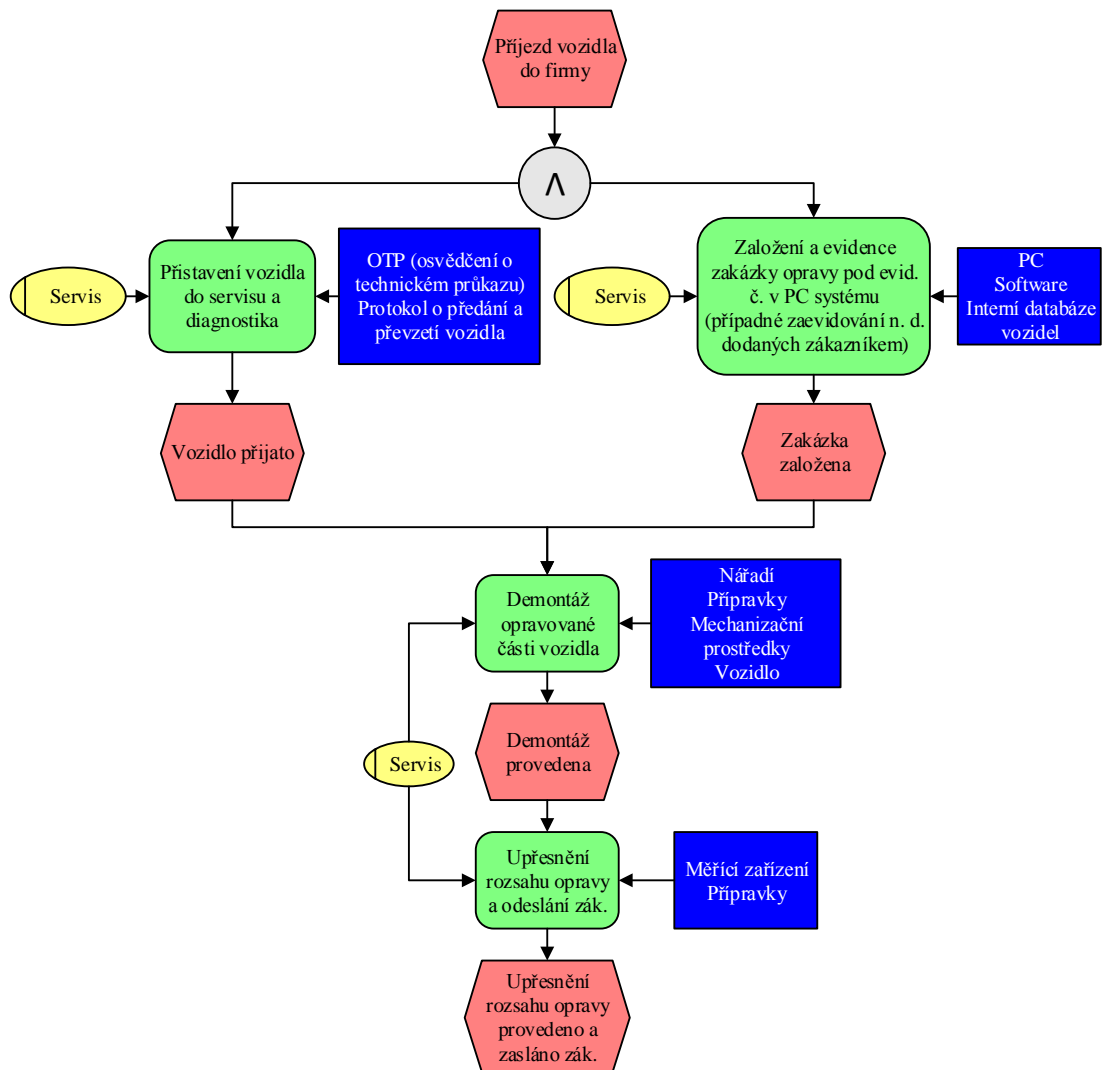 Příjezd vozidla
do firmy
Λ
Servis
Přistavení vozidla
do servisu a
diagnostika
OTP (osvědčení o
technickém průkazu)
Protokol o předání a
převzetí vozidla
Servis
Založení a evidence
zakázky opravy pod evid.
č. v PC systému
(případné zaevidování n. d.
dodaných zákazníkem)
PC
Software
Interní databáze
vozidel
Vozidlo přijato
Zakázka
založena
Demontáž
opravované
části vozidla
Nářadí
Přípravky
Mechanizační
prostředky
Vozidlo
Servis
Demontáž
provedena
Upřesnění
rozsahu opravy
a odeslání zák.
Měřící zařízení
Přípravky
Upřesnění
rozsahu opravy
provedeno a
zasláno zák.